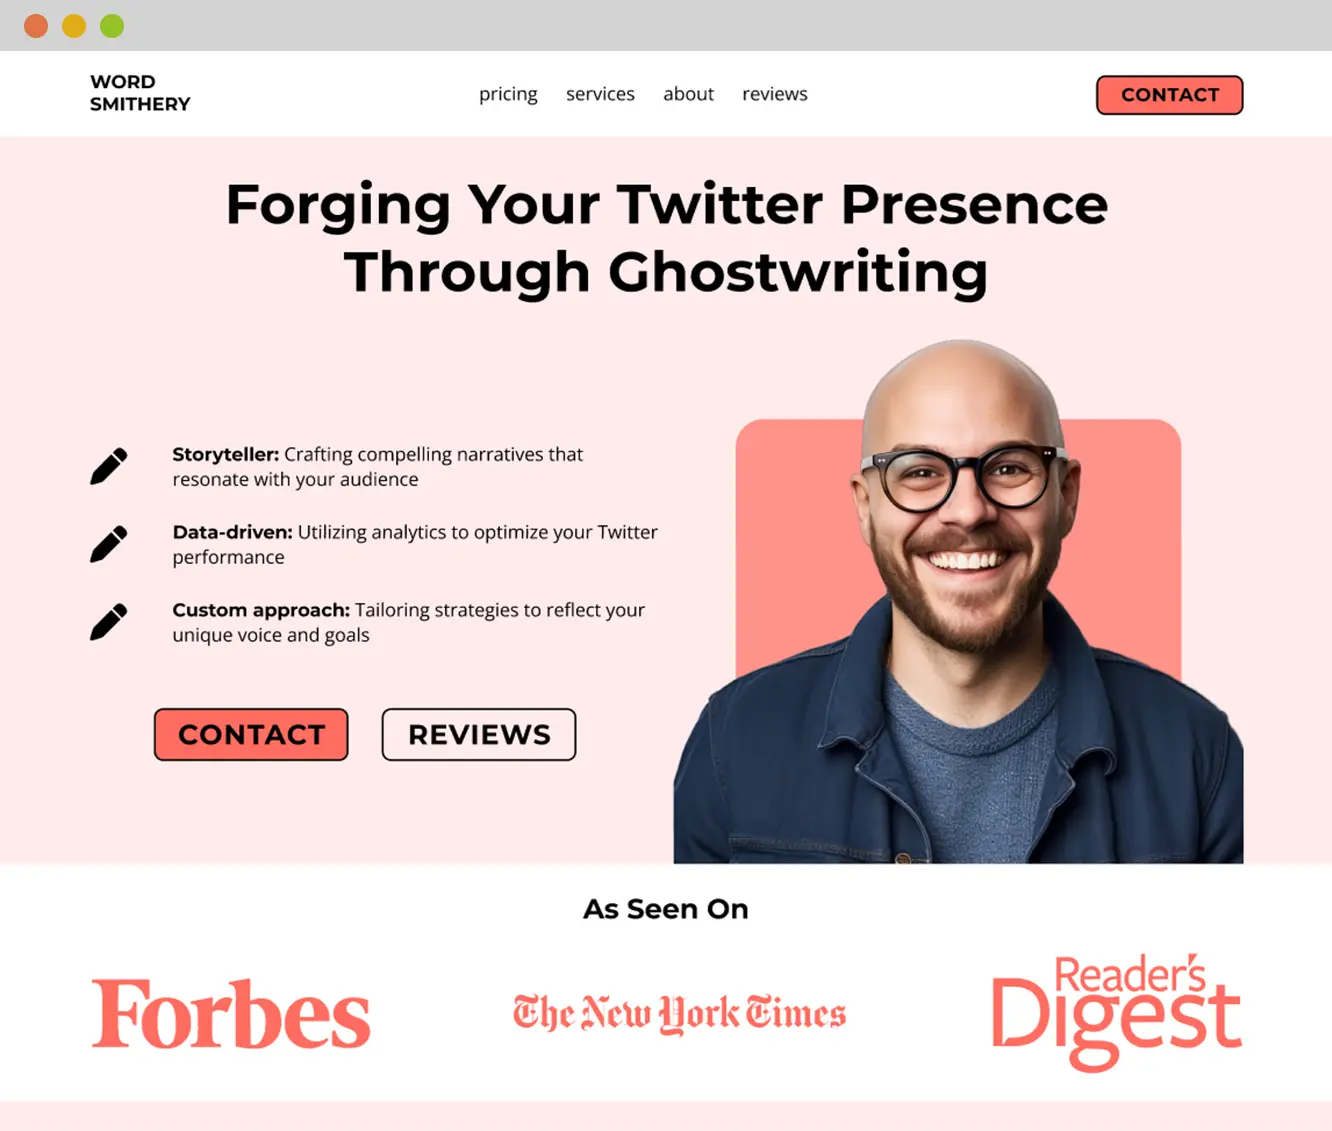 WORD
SMITHERY
pricing services about reviews
CONTACT
Forging Your Twitter Presence
Through Ghostwriting
Storyteller: Crafting compelling narratives that
resonate with your audience
Data-driven: Utilizing analytics to optimize your Twitter
performance
Custom approach: Tailoring strategies to reflect your
unique voice and goals
CONTACT
REVIEWS
As Seen On
Forbes
The New York Times
Reader's
Digest